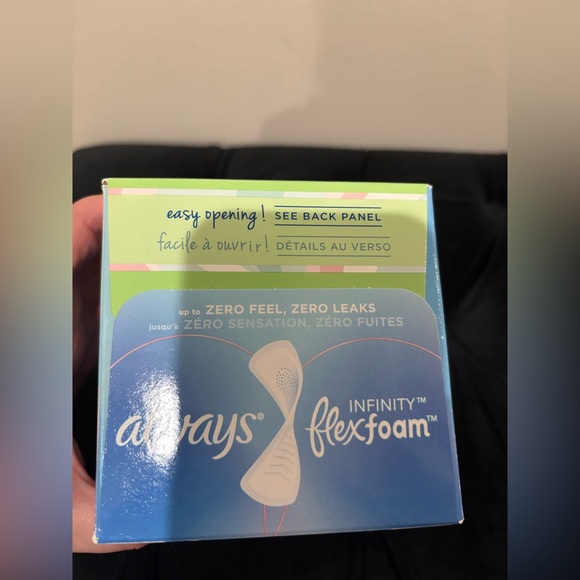 easy opening! SEE BACK PANEL
facile à ouvrir! DÉTAILS AU VERSO
up to ZERO FEEL, ZERO LEAKS
jusqu'à ZÉRO SENSATION, ZÉRO FUITES
always® INFINITY™
flexfoam™